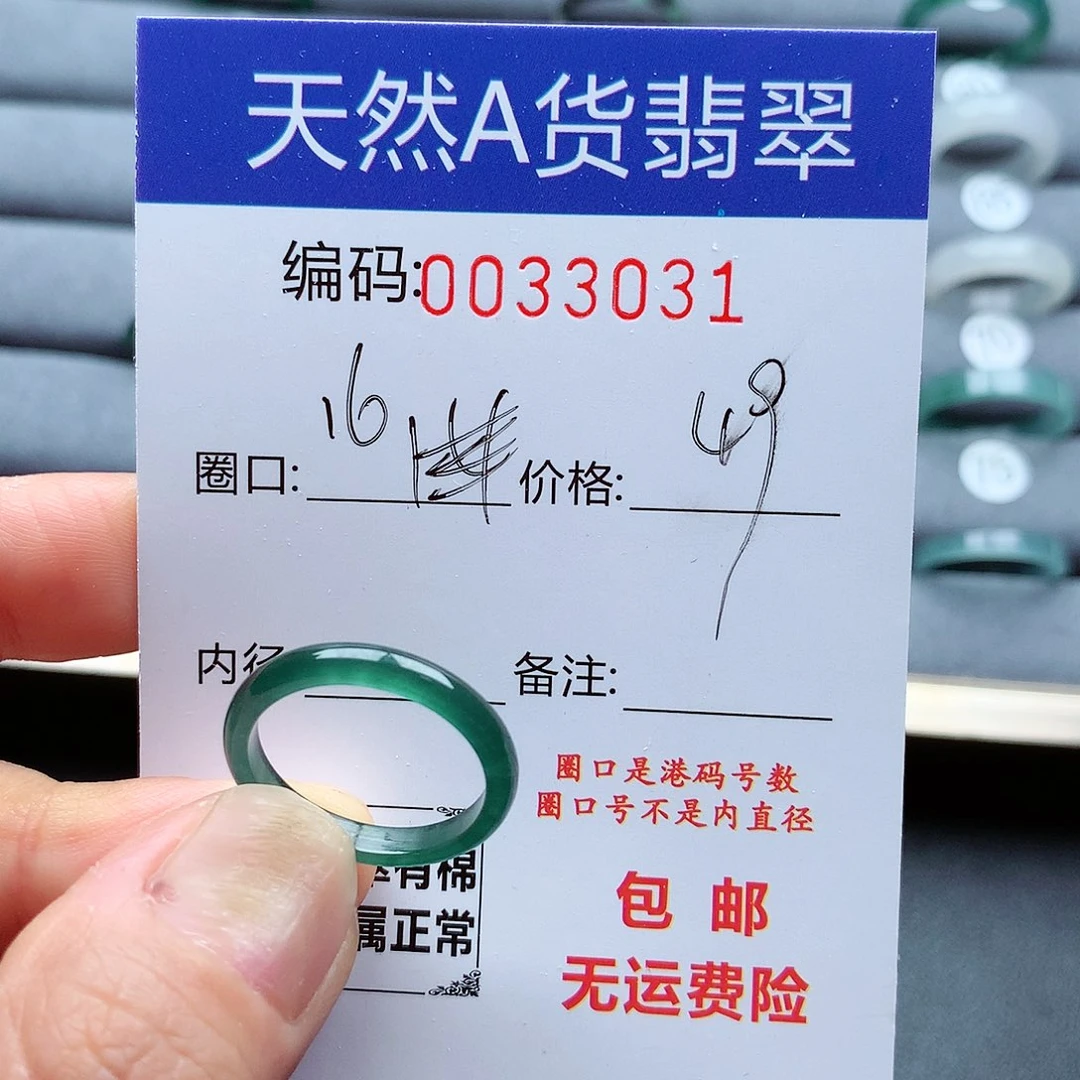 天然A货翡翠
编码:0033031
圈口: 16 价格: 49
内径 备注:
圈口是港码号数
圈口号不是内直径
有棉
属正常
包邮
无运费险